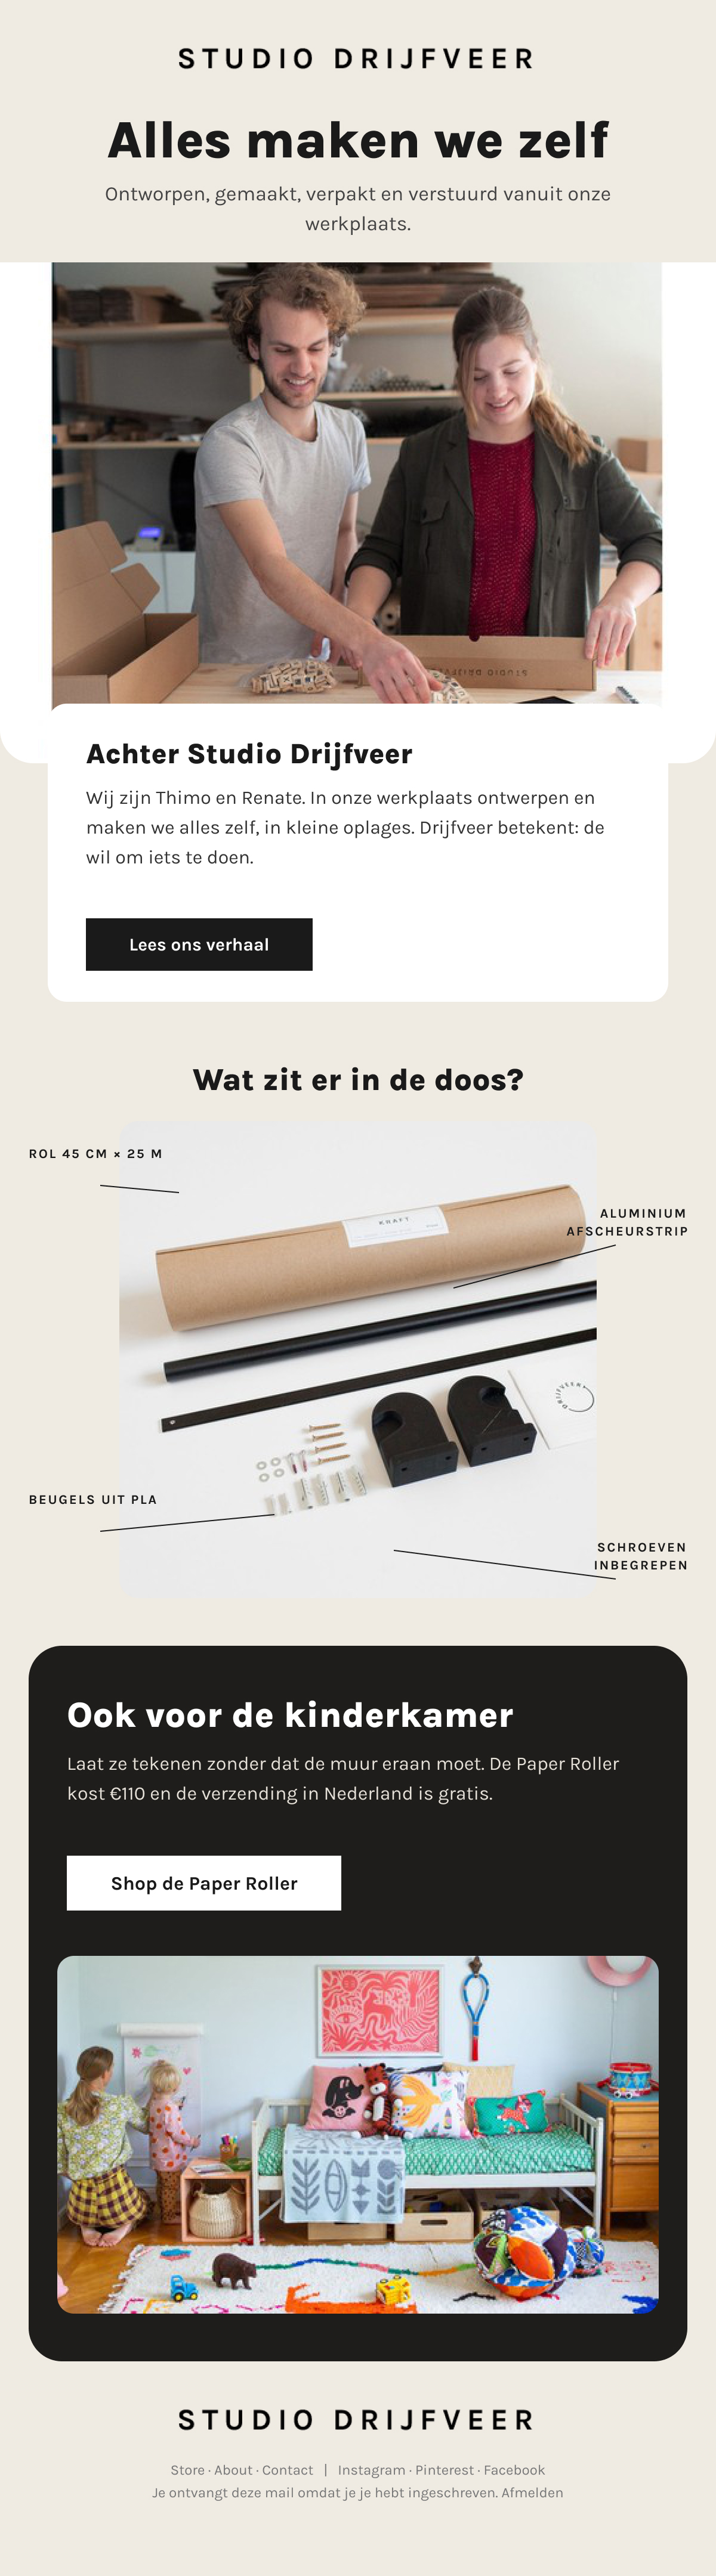 STUDIO DRIJFVEER
Alles maken we zelf
Ontworpen, gemaakt, verpakt en verstuurd vanuit onze
werkplaats.
STUDIO DRIJFVEER
Achter Studio Drijfveer
Wij zijn Thimo en Renate. In onze werkplaats ontwerpen en
maken we alles zelf, in kleine oplages. Drijfveer betekent: de
wil om iets te doen.
Lees ons verhaal
Wat zit er in de doos?
ROL 45 CM × 25 M
KRAFT
ALUMINIUM
AFSCHEURSTRIP
DRIJFVEER
BEUGELS UIT PLA
SCHROEVEN
INBEGREPEN
Ook voor de kinderkamer
Laat ze tekenen zonder dat de muur eraan moet. De Paper Roller
kost €110 en de verzending in Nederland is gratis.
Shop de Paper Roller
STUDIO DRIJFVEER
Store · About · Contact | Instagram · Pinterest · Facebook
Je ontvangt deze mail omdat je je hebt ingeschreven. Afmelden